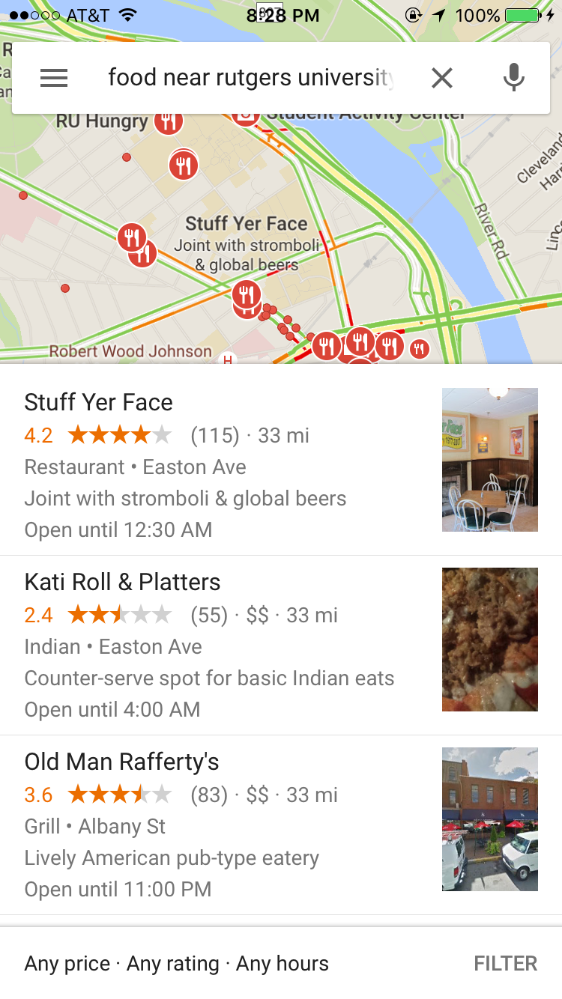 AT&T 8:28 PM 100%
food near rutgers university
RU Hungry
Student Activity Center
Cleveland
River Rd
Stuff Yer Face
Joint with stromboli
& global beers
Robert Wood Johnson
H
Stuff Yer Face
4.2 (115) · 33 mi
Restaurant • Easton Ave
Joint with stromboli & global beers
Open until 12:30 AM
Kati Roll & Platters
2.4 (55) · $$ · 33 mi
Indian • Easton Ave
Counter-serve spot for basic Indian eats
Open until 4:00 AM
Old Man Rafferty's
3.6 (83) · $$ · 33 mi
Grill • Albany St
Lively American pub-type eatery
Open until 11:00 PM
Any price · Any rating · Any hours FILTER